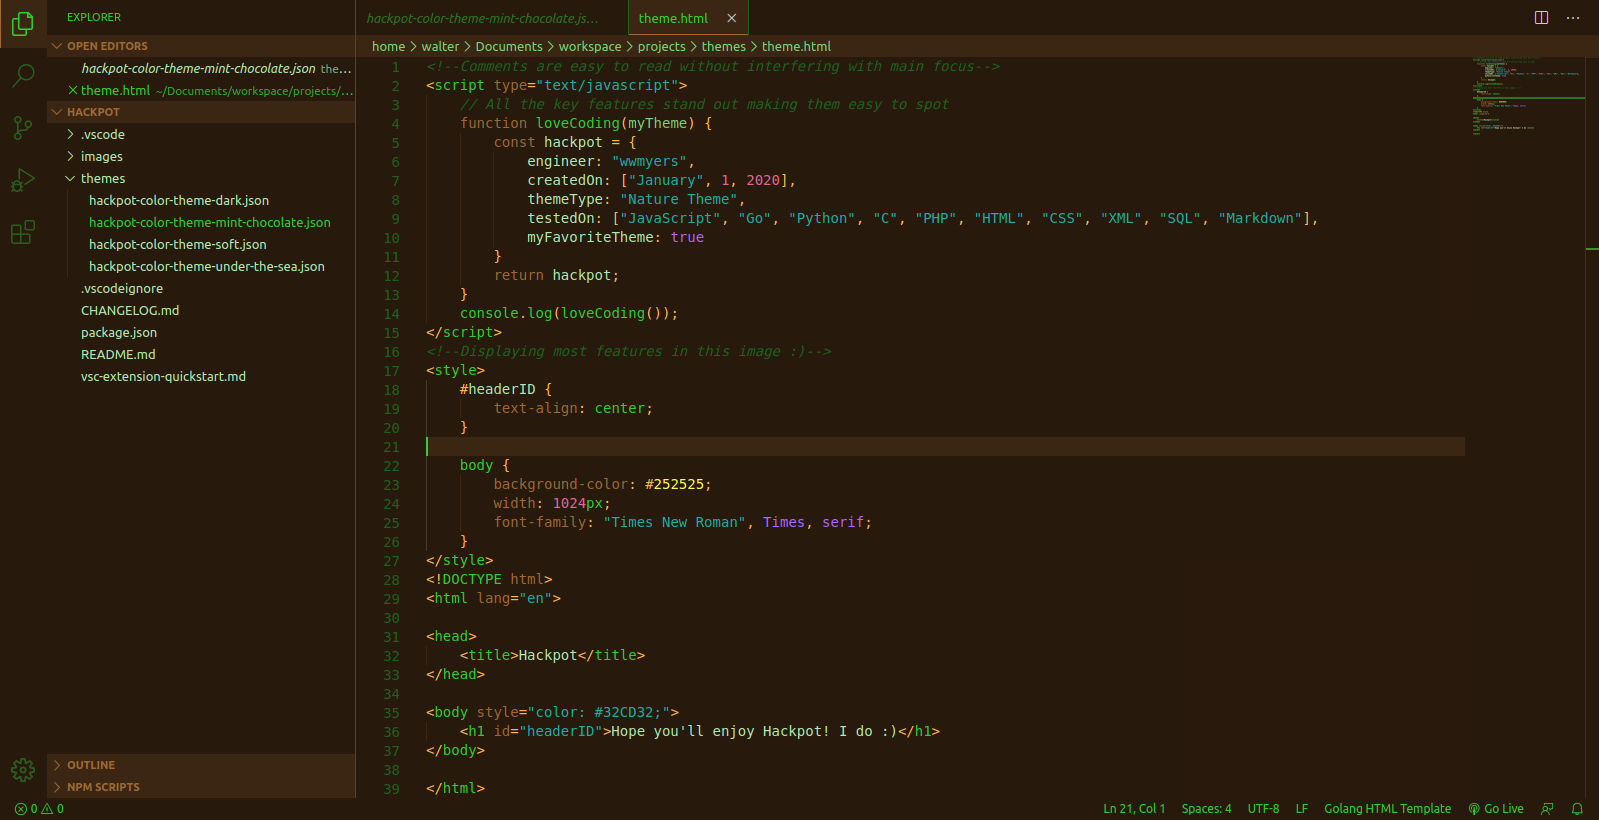 EXPLORER
OPEN EDITORS
hackpot-color-theme-mint-chocolate.json the...
theme.html ~/Documents/workspace/projects/...
HACKPOT
.vscode
images
themes
hackpot-color-theme-dark.json
hackpot-color-theme-mint-chocolate.json
hackpot-color-theme-soft.json
hackpot-color-theme-under-the-sea.json
.vscodeignore
CHANGELOG.md
package.json
README.md
vsc-extension-quickstart.md
OUTLINE
NPM SCRIPTS
hackpot-color-theme-mint-chocolate.js...
theme.html
home > walter > Documents > workspace > projects > themes > theme.html
1 <!--Comments are easy to read without interfering with main focus-->
2 <script type="text/javascript">
3 // All the key features stand out making them easy to spot
4 function loveCoding(myTheme) {
5 const hackpot = {
6 engineer: "wwmyers",
7 createdOn: ["January", 1, 2020],
8 themeType: "Nature Theme",
9 testedOn: ["JavaScript", "Go", "Python", "C", "PHP", "HTML", "CSS", "XML", "SQL", "Markdown"],
10 myFavoriteTheme: true
11 }
12 return hackpot;
13 }
14 console.log(loveCoding());
15 </script>
16 <!--Displaying most features in this image :)-->
17 <style>
18 #headerID {
19 text-align: center;
20 }
21
22 body {
23 background-color: #252525;
24 width: 1024px;
25 font-family: "Times New Roman", Times, serif;
26 }
27 </style>
28 <!DOCTYPE html>
29 <html lang="en">
30
31 <head>
32 <title>Hackpot</title>
33 </head>
34
35 <body style="color: #32CD32;">
36 <h1 id="headerID">Hope you'll enjoy Hackpot! I do :)</h1>
37 </body>
38
39 </html>
0 0
Ln 21, Col 1 Spaces: 4 UTF-8 LF Golang HTML Template Go Live